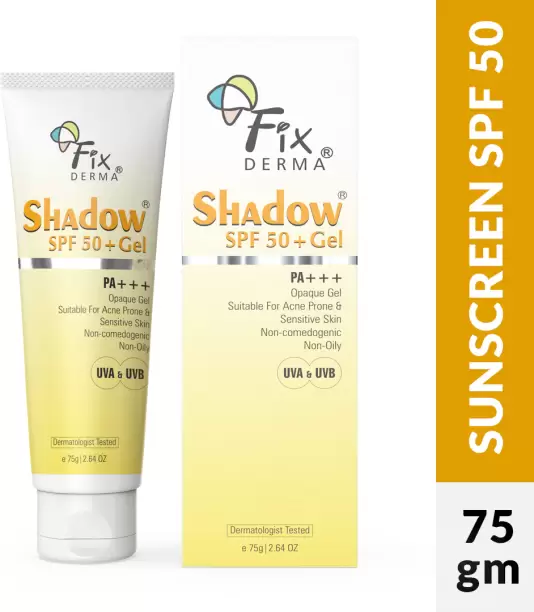 Fix®
DERMA
Shadow®
SPF 50+Gel
PA+++
Opaque Gel
Suitable For Acne Prone &
Sensitive Skin
Non-comedogenic
Non-Oily
UVA & UVB
Dermatologist Tested
e 75g | 2.64 OZ
Fix®
DERMA
Shadow®
SPF 50+Gel
PA+++
Opaque Gel
Suitable For Acne Prone &
Sensitive Skin
Non-comedogenic
Non-Oily
UVA & UVB
Dermatologist Tested
e 75g | 2.64 OZ
SUNSCREEN SPF 50
75
gm